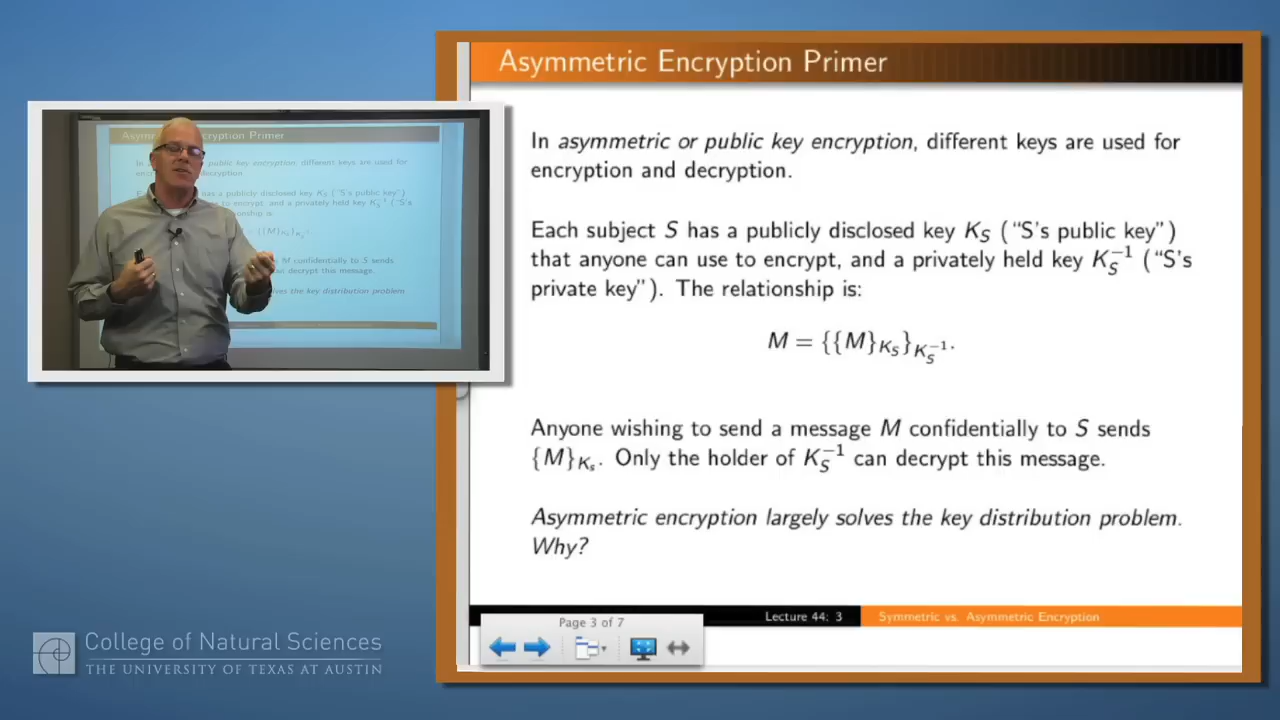 Asymmetric Encryption Primer
In asymmetric or public key encryption, different keys are used for
encryption and decryption.
Each subject S has a publicly disclosed key K_S ("S's public key")
that anyone can use to encrypt, and a privately held key K_S^{-1} ("S's
private key"). The relationship is:
M = {{M}_{K_S}}_{K_S^{-1}}.
Anyone wishing to send a message M confidentially to S sends
{M}_{K_s}. Only the holder of K_S^{-1} can decrypt this message.
Asymmetric encryption largely solves the key distribution problem.
Why?
Lecture 44: 3
Symmetric vs. Asymmetric Encryption
Page 3 of 7
College of Natural Sciences
THE UNIVERSITY OF TEXAS AT AUSTIN